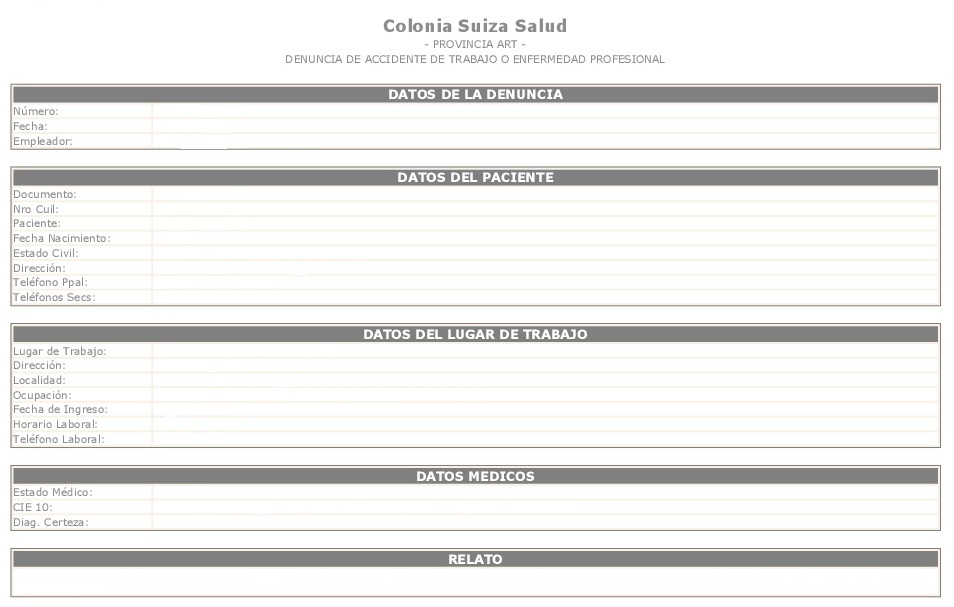 Colonia Suiza Salud
- PROVINCIA ART -
DENUNCIA DE ACCIDENTE DE TRABAJO O ENFERMEDAD PROFESIONAL
DATOS DE LA DENUNCIA
Número:
Fecha:
Empleador:
DATOS DEL PACIENTE
Documento:
Nro Cuil:
Paciente:
Fecha Nacimiento:
Estado Civil:
Dirección:
Teléfono Ppal:
Teléfonos Secs:
DATOS DEL LUGAR DE TRABAJO
Lugar de Trabajo:
Dirección:
Localidad:
Ocupación:
Fecha de Ingreso:
Horario Laboral:
Teléfono Laboral:
DATOS MEDICOS
Estado Médico:
CIE 10:
Diag. Certeza:
RELATO